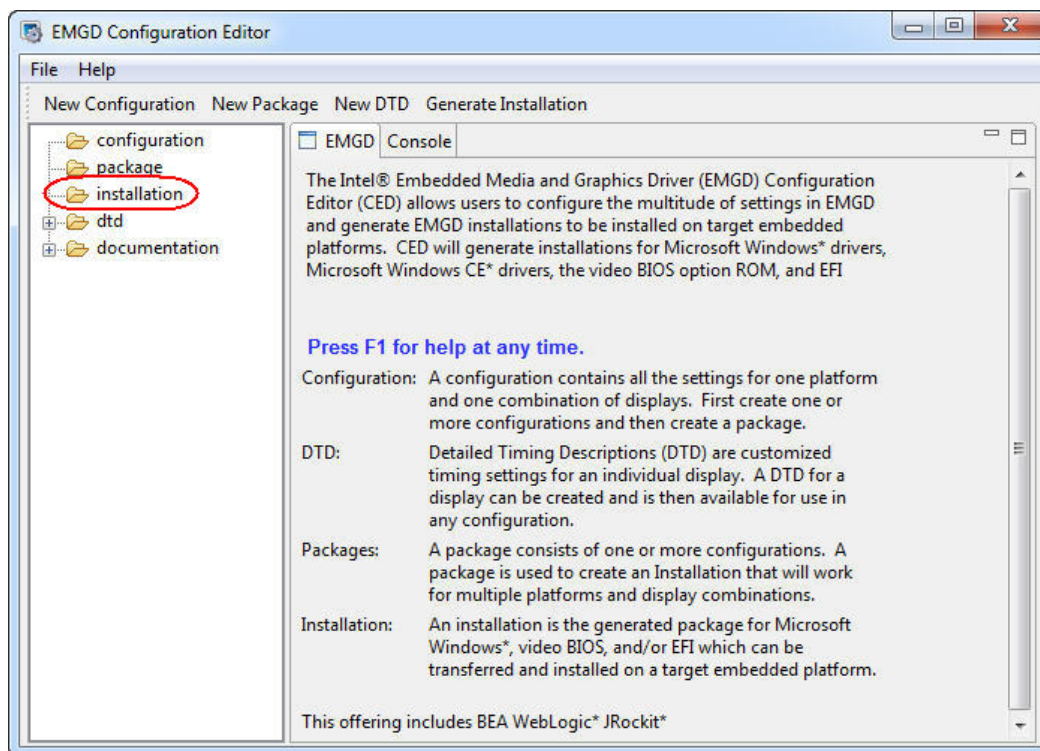 EMGD Configuration Editor
File Help
New Configuration New Package New DTD Generate Installation
configuration
package
installation
dtd
documentation
EMGD Console
The Intel® Embedded Media and Graphics Driver (EMGD) Configuration
Editor (CED) allows users to configure the multitude of settings in EMGD
and generate EMGD installations to be installed on target embedded
platforms. CED will generate installations for Microsoft Windows* drivers,
Microsoft Windows CE* drivers, the video BIOS option ROM, and EFI
Press F1 for help at any time.
Configuration: A configuration contains all the settings for one platform
and one combination of displays. First create one or
more configurations and then create a package.
DTD: Detailed Timing Descriptions (DTD) are customized
timing settings for an individual display. A DTD for a
display can be created and is then available for use in
any configuration.
Packages: A package consists of one or more configurations. A
package is used to create an Installation that will work
for multiple platforms and display combinations.
Installation: An installation is the generated package for Microsoft
Windows*, video BIOS, and/or EFI which can be
transferred and installed on a target embedded platform.
This offering includes BEA WebLogic* JRockit*